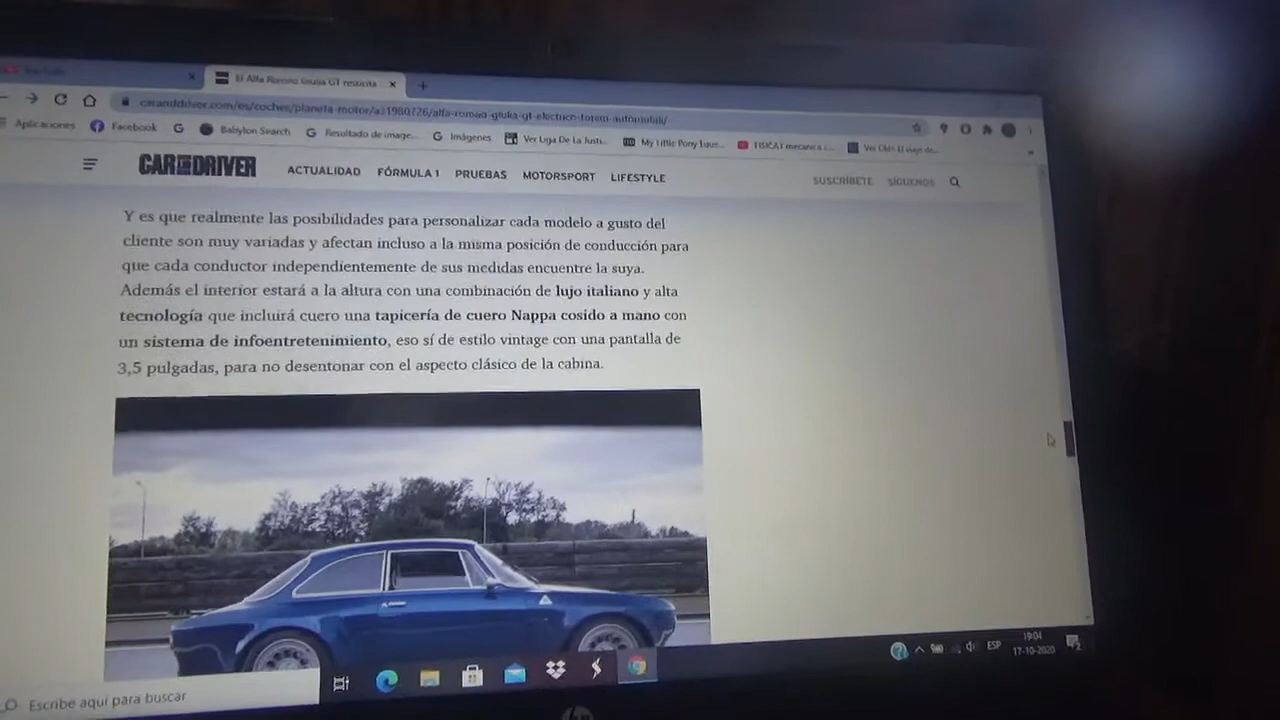 El Alfa Romeo Giulia GT resucita
caranddriver.com/es/coches/planeta-motor/a31980726/alfa-romeo-giulia-gt-electrico-totem-automobili/
Aplicaciones Facebook Babylon Search Resultado de image... Imágenes Ver Liga De La Justi... My Little Pony Eques... FISICA I mecanica c... Ver
CAR AND DRIVER ACTUALIDAD FÓRMULA 1 PRUEBAS MOTORSPORT LIFESTYLE SUSCRÍBETE SÍGUENOS
Y es que realmente las posibilidades para personalizar cada modelo a gusto del
cliente son muy variadas y afectan incluso a la misma posición de conducción para
que cada conductor independientemente de sus medidas encuentre la suya.
Además el interior estará a la altura con una combinación de lujo italiano y alta
tecnología que incluirá cuero una tapicería de cuero Nappa cosido a mano con
un sistema de infoentretenimiento, eso sí de estilo vintage con una pantalla de
3,5 pulgadas, para no desentonar con el aspecto clásico de la cabina.
Escribe aquí para buscar
ESP
19:04
17-10-2020
hp